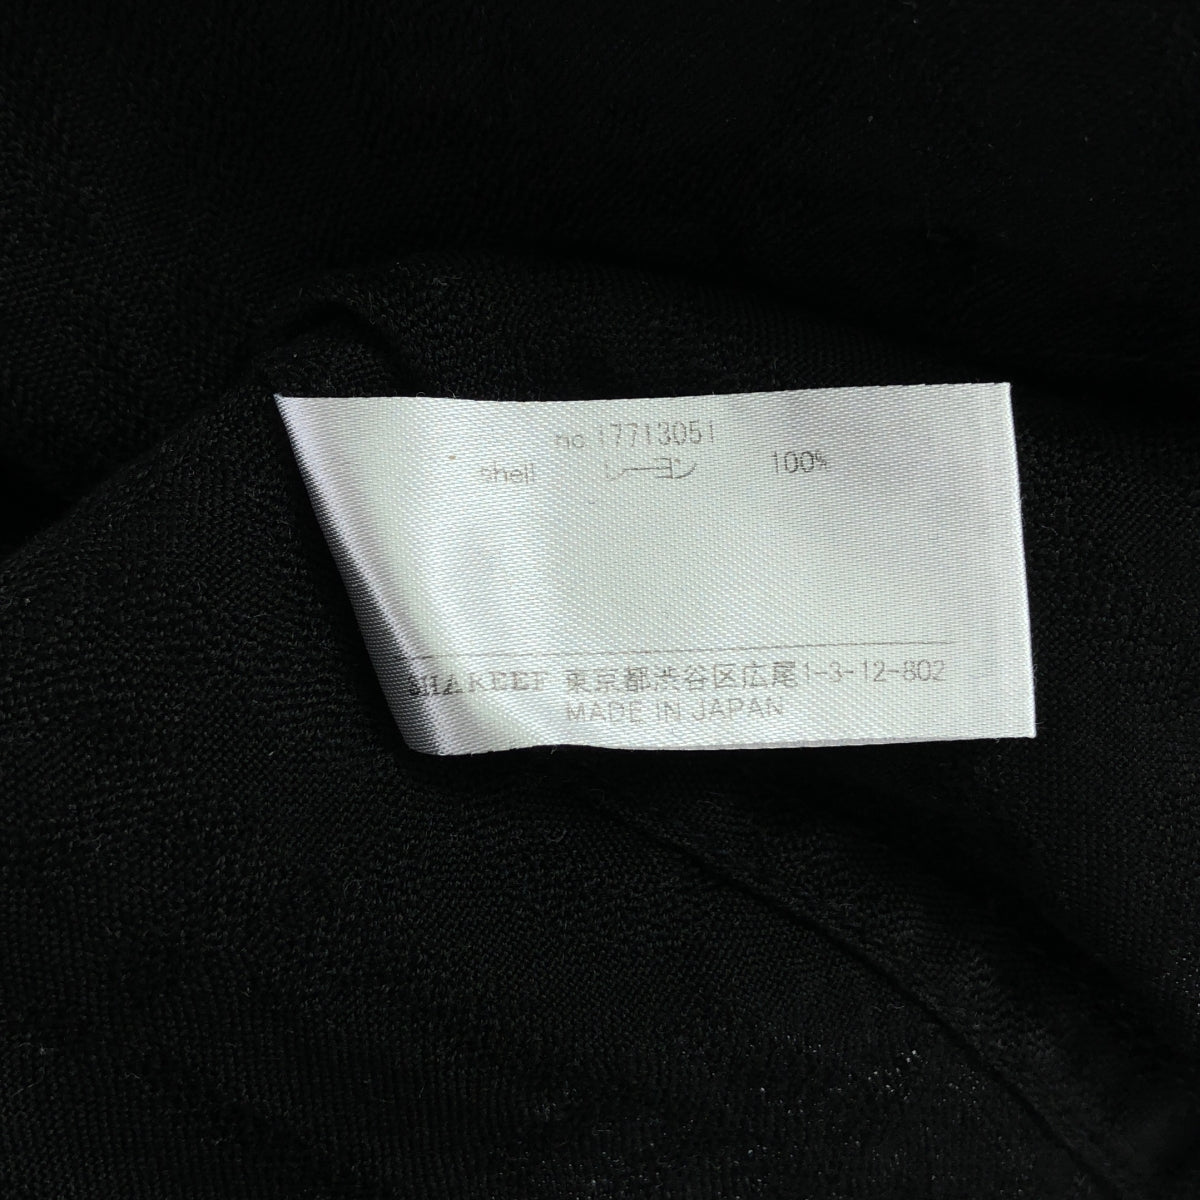 no 17713051
shell レーヨン 100%
SHAREEF 東京都渋谷区広尾1-3-12-802
MADE IN JAPAN